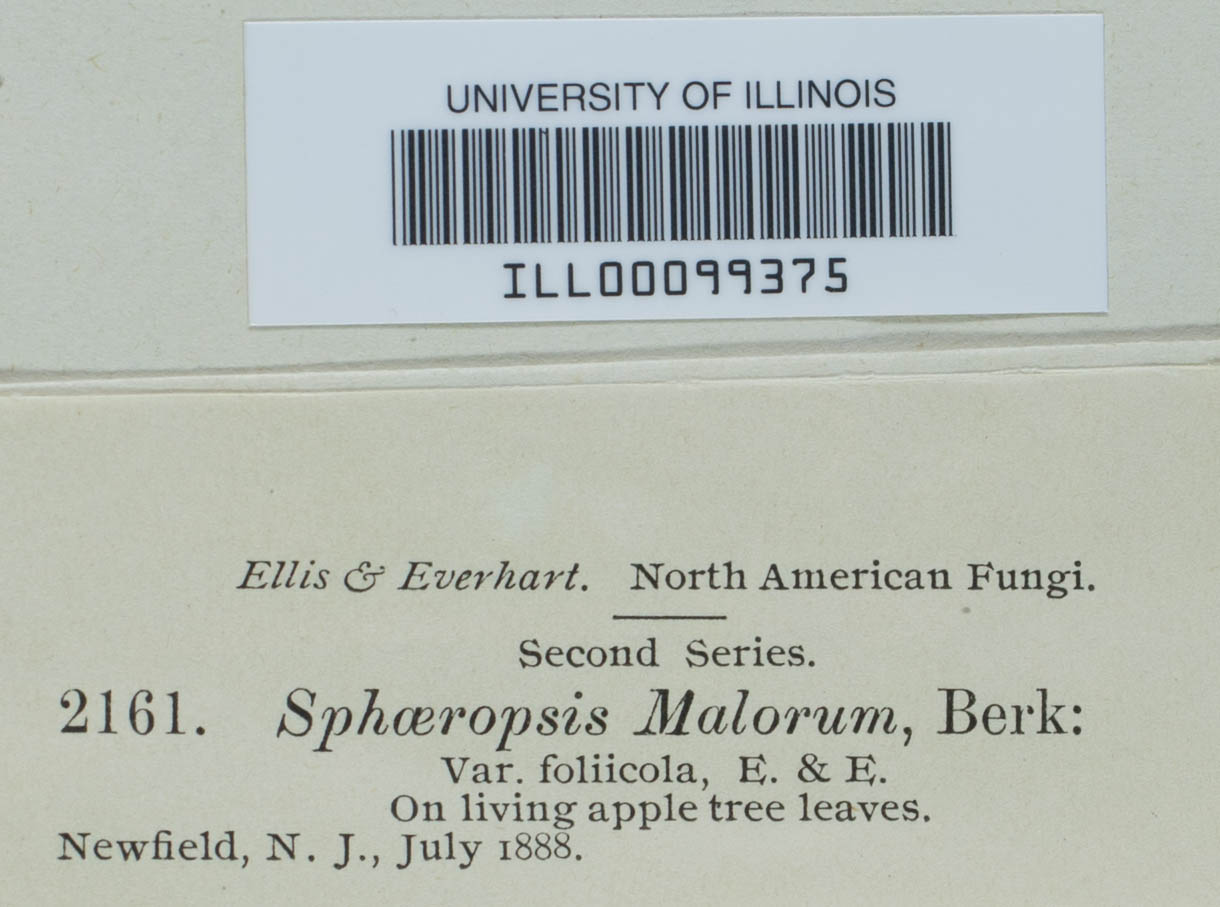 UNIVERSITY OF ILLINOIS
ILL00099375
Ellis & Everhart. North American Fungi.
Second Series.
2161. Sphœropsis Malorum, Berk:
Var. foliicola, E. & E.
On living apple tree leaves.
Newfield, N. J., July 1888.